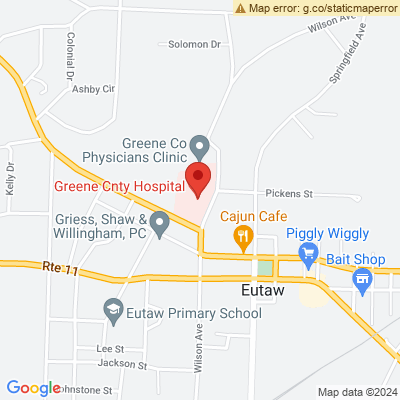 Map error: g.co/staticmaperror
Wilson Ave
Solomon Dr
Springfield Ave
Colonial Dr
Ashby Cir
Greene Co
Physicians Clinic
Kelly Dr
Greene Cnty Hospital
Pickens St
Griess, Shaw &
Willingham, PC
Cajun Cafe
Piggly Wiggly
Bait Shop
Rte 11
Eutaw
Eutaw Primary School
Wilson Ave
Lee St
Jackson St
Johnstone St
Google
Map data ©2024